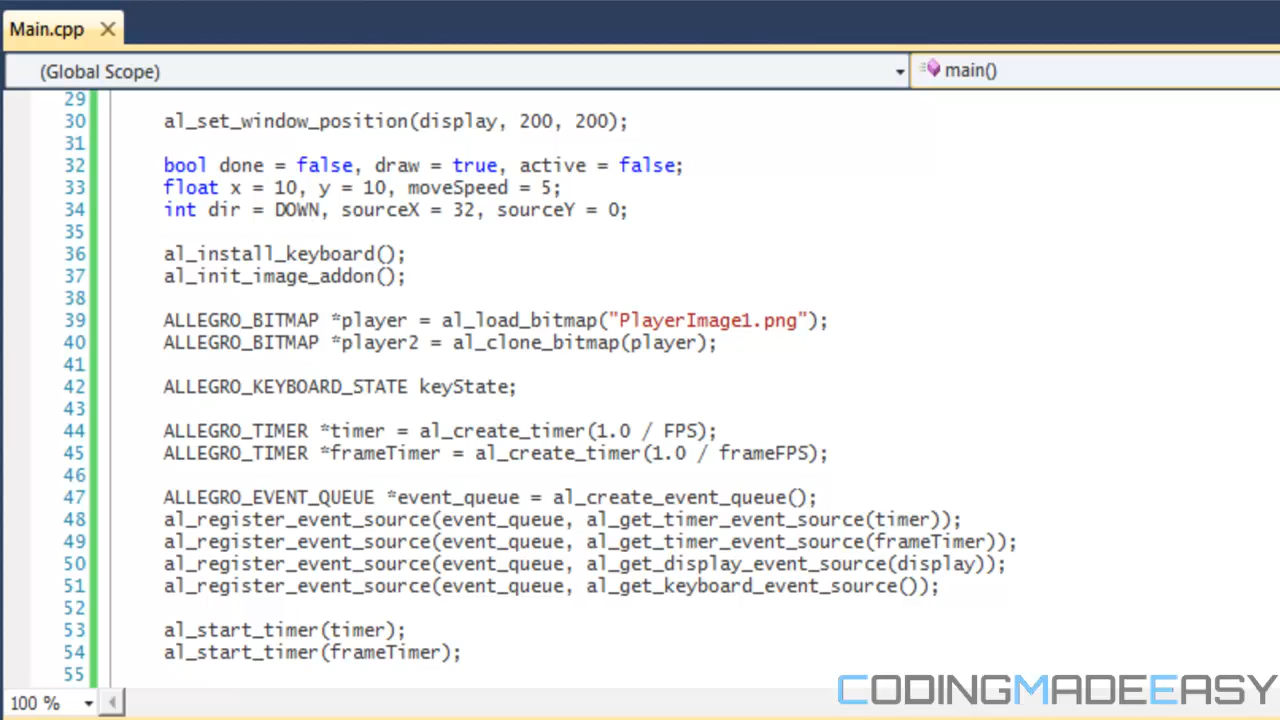 Main.cpp
(Global Scope)
main()
29
30 al_set_window_position(display, 200, 200);
31
32 bool done = false, draw = true, active = false;
33 float x = 10, y = 10, moveSpeed = 5;
34 int dir = DOWN, sourceX = 32, sourceY = 0;
35
36 al_install_keyboard();
37 al_init_image_addon();
38
39 ALLEGRO_BITMAP *player = al_load_bitmap("PlayerImage1.png");
40 ALLEGRO_BITMAP *player2 = al_clone_bitmap(player);
41
42 ALLEGRO_KEYBOARD_STATE keyState;
43
44 ALLEGRO_TIMER *timer = al_create_timer(1.0 / FPS);
45 ALLEGRO_TIMER *frameTimer = al_create_timer(1.0 / frameFPS);
46
47 ALLEGRO_EVENT_QUEUE *event_queue = al_create_event_queue();
48 al_register_event_source(event_queue, al_get_timer_event_source(timer));
49 al_register_event_source(event_queue, al_get_timer_event_source(frameTimer));
50 al_register_event_source(event_queue, al_get_display_event_source(display));
51 al_register_event_source(event_queue, al_get_keyboard_event_source());
52
53 al_start_timer(timer);
54 al_start_timer(frameTimer);
55
100 %
CODINGMADEEASY